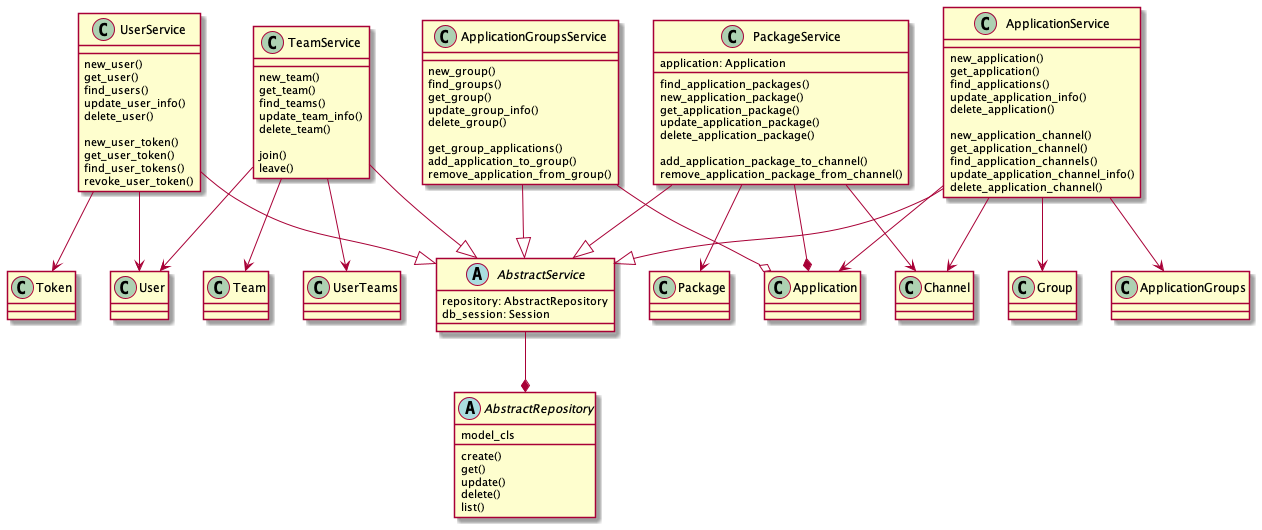 C UserService
new_user()
get_user()
find_users()
update_user_info()
delete_user()
new_user_token()
get_user_token()
find_user_tokens()
revoke_user_token()
C TeamService
new_team()
get_team()
find_teams()
update_team_info()
delete_team()
join()
leave()
C ApplicationGroupsService
new_group()
find_groups()
get_group()
update_group_info()
delete_group()
get_group_applications()
add_application_to_group()
remove_application_from_group()
C PackageService
application: Application
find_application_packages()
new_application_package()
get_application_package()
update_application_package()
delete_application_package()
add_application_package_to_channel()
remove_application_package_from_channel()
C ApplicationService
new_application()
get_application()
find_applications()
update_application_info()
delete_application()
new_application_channel()
get_application_channel()
find_application_channels()
update_application_channel_info()
delete_application_channel()
C Token
C User
C Team
C UserTeams
A AbstractService
repository: AbstractRepository
db_session: Session
C Package
C Application
C Channel
C Group
C ApplicationGroups
A AbstractRepository
model_cls
create()
get()
update()
delete()
list()